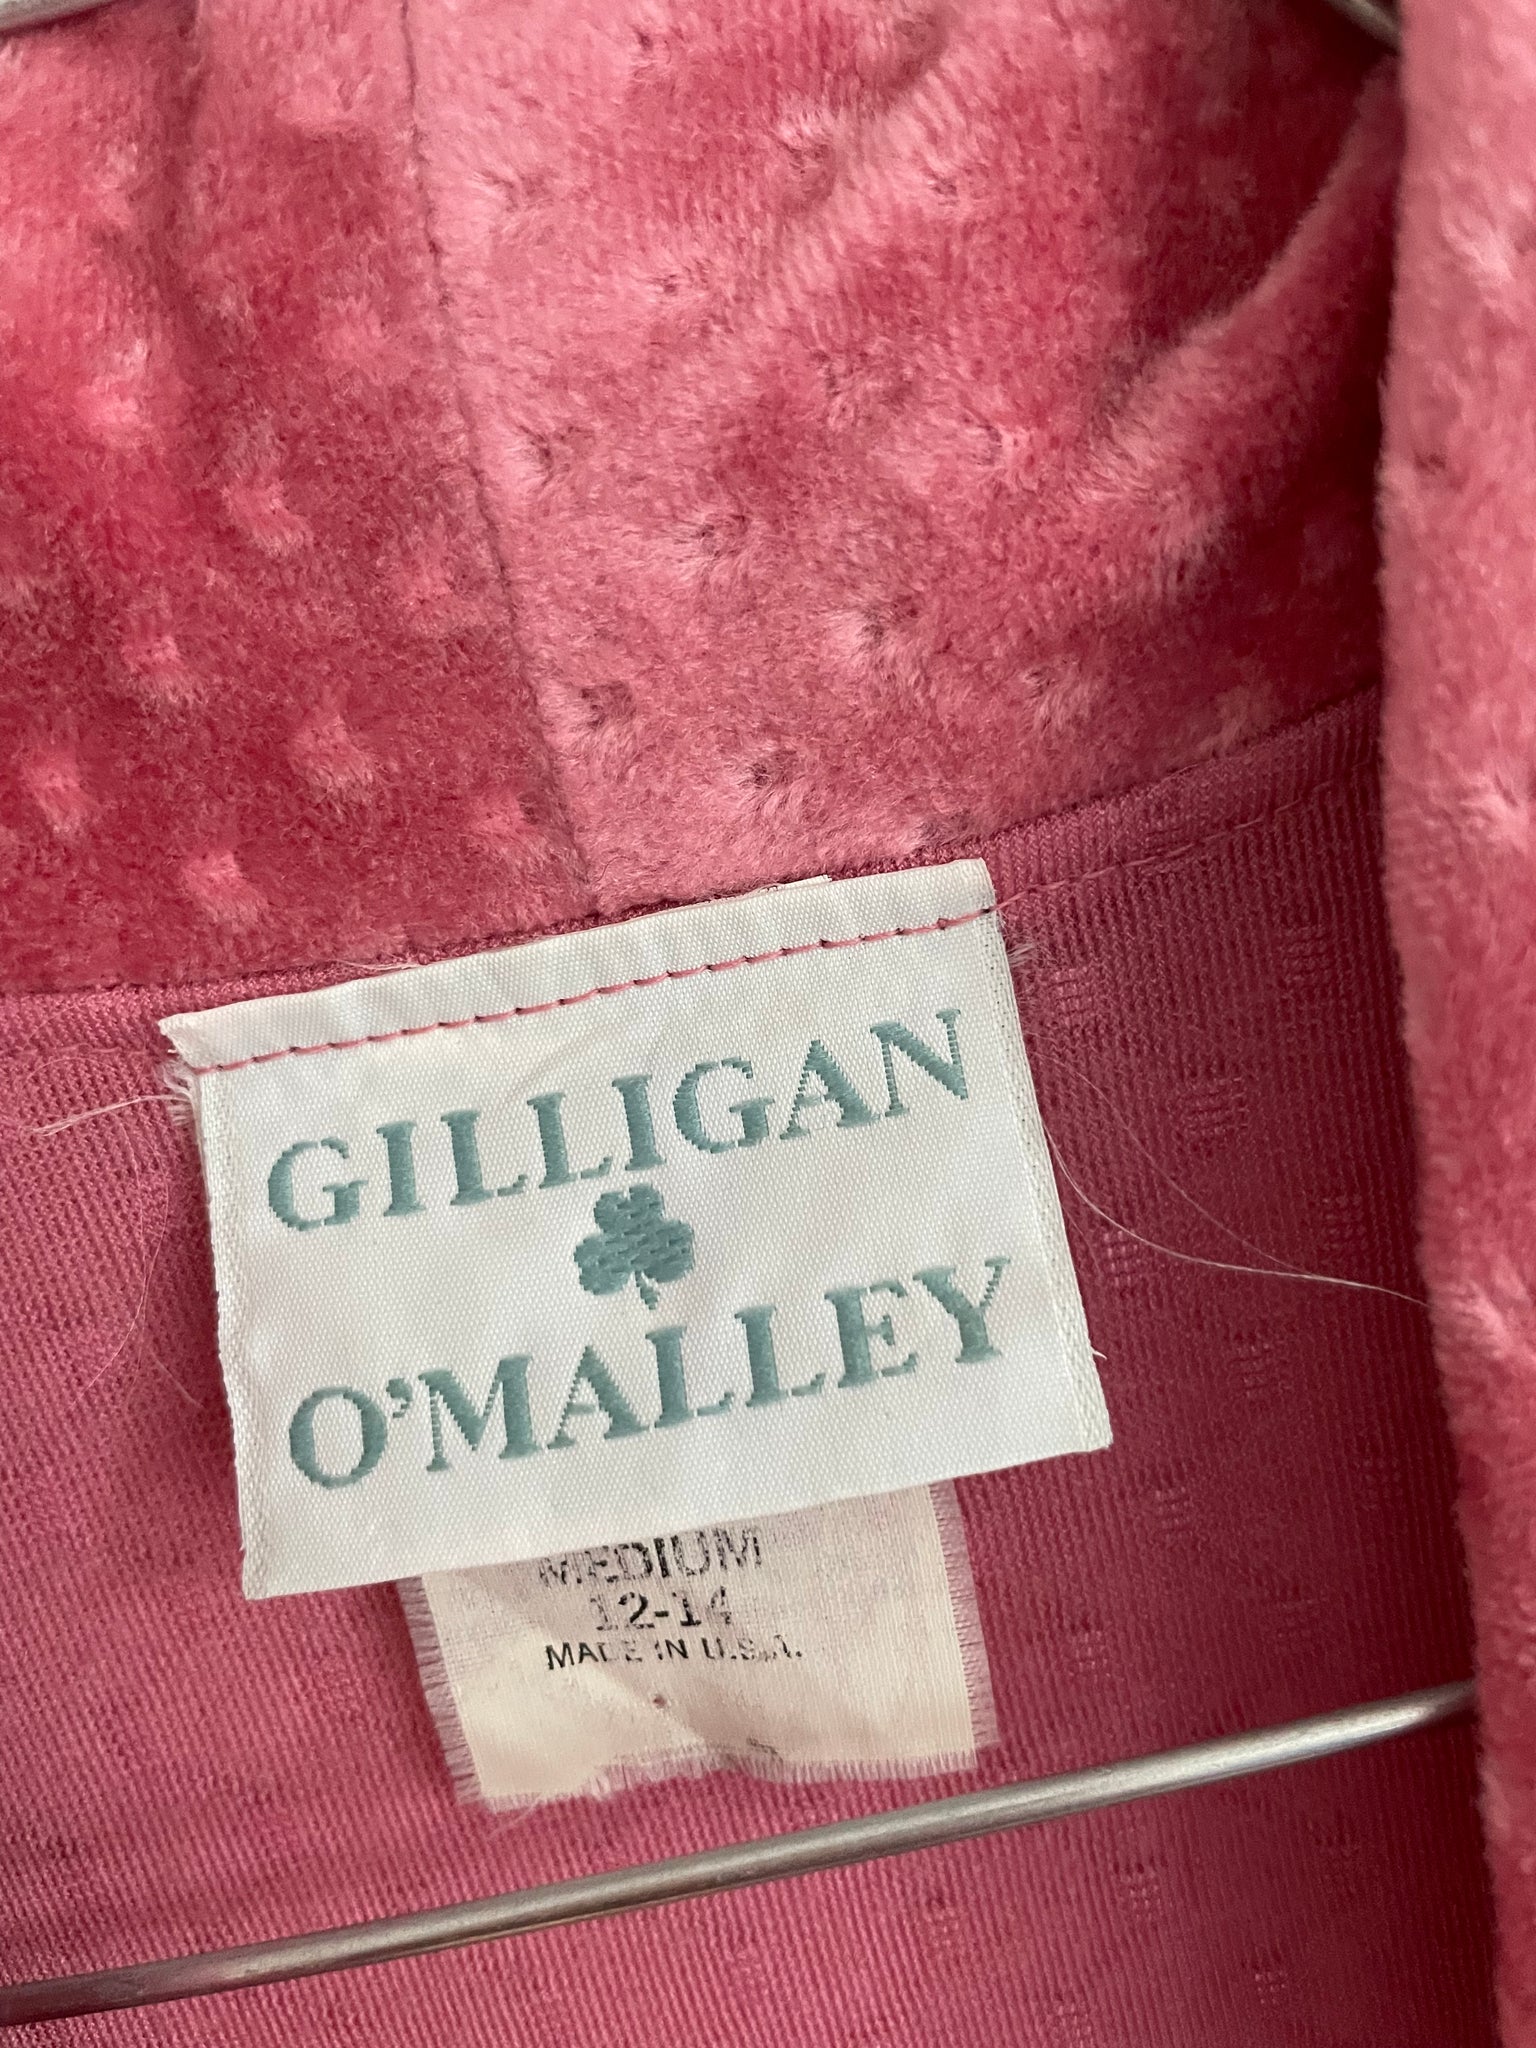 GILLIGAN
O'MALLEY
MEDIUM
12-14
MADE IN U.S.A.